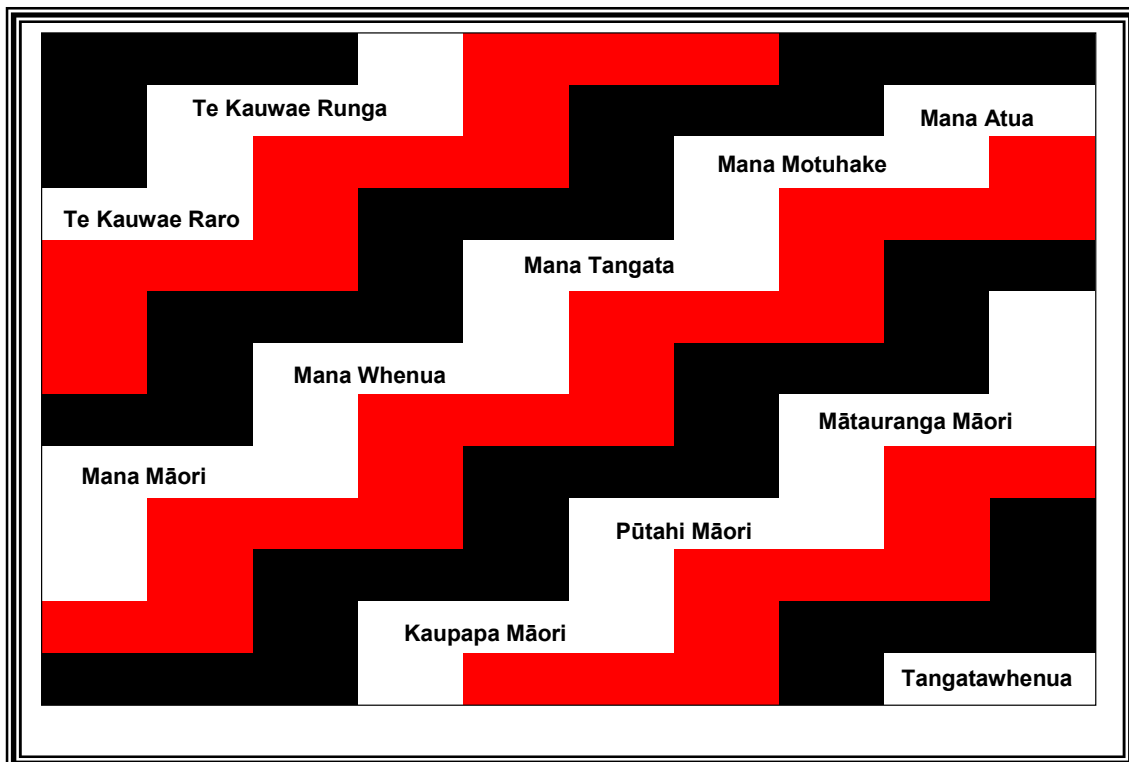 Te Kauwae Runga
Mana Atua
Mana Motuhake
Te Kauwae Raro
Mana Tangata
Mana Whenua
Mātauranga Māori
Mana Māori
Pūtahi Māori
Kaupapa Māori
Tangatawhenua